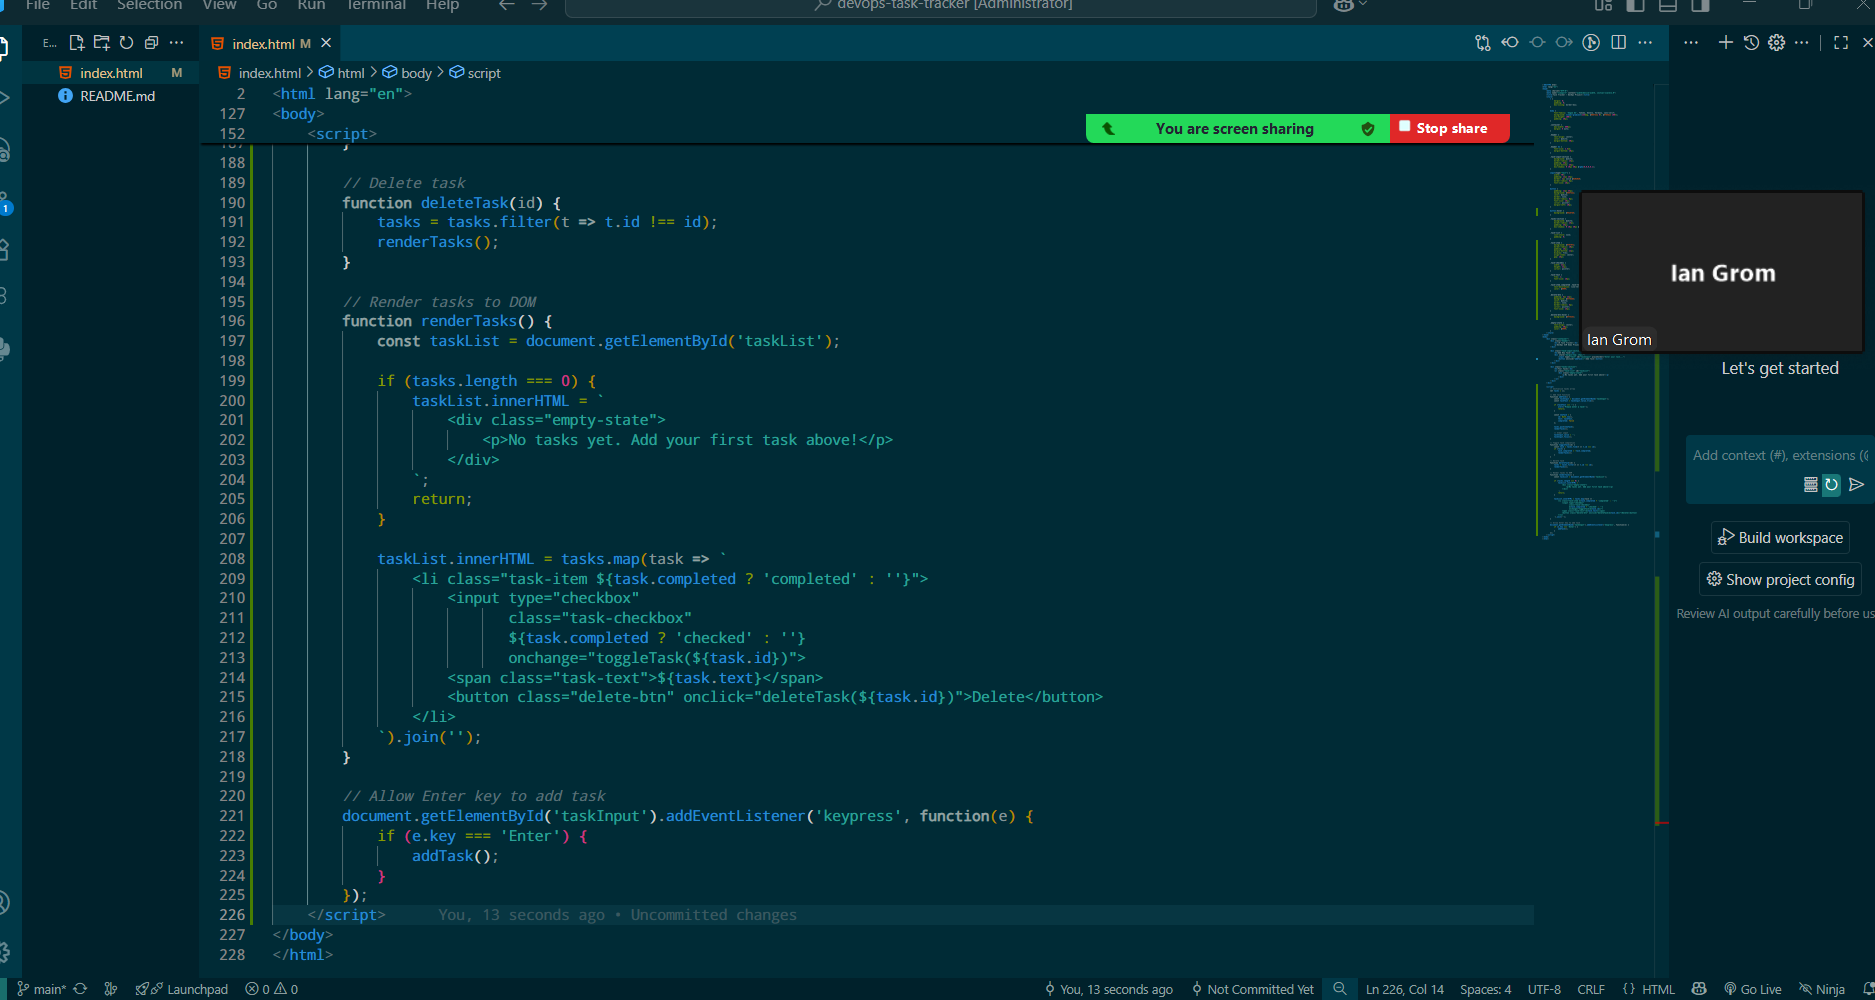 File Edit Selection View Go Run Terminal Help
devops-task-tracker [Administrator]
E... index.html M
index.html M
README.md
index.html > html > body > script
2 <html lang="en">
127 <body>
152 <script>
187 }
188
189 // Delete task
190 function deleteTask(id) {
191 tasks = tasks.filter(t => t.id !== id);
192 renderTasks();
193 }
194
195 // Render tasks to DOM
196 function renderTasks() {
197 const taskList = document.getElementById('taskList');
198
199 if (tasks.length === 0) {
200 taskList.innerHTML = `
201 <div class="empty-state">
202 <p>No tasks yet. Add your first task above!</p>
203 </div>
204 `;
205 return;
206 }
207
208 taskList.innerHTML = tasks.map(task => `
209 <li class="task-item ${task.completed ? 'completed' : ''}">
210 <input type="checkbox"
211 class="task-checkbox"
212 ${task.completed ? 'checked' : ''}
213 onchange="toggleTask(${task.id})">
214 <span class="task-text">${task.text}</span>
215 <button class="delete-btn" onclick="deleteTask(${task.id})">Delete</button>
216 </li>
217 `).join('');
218 }
219
220 // Allow Enter key to add task
221 document.getElementById('taskInput').addEventListener('keypress', function(e) {
222 if (e.key === 'Enter') {
223 addTask();
224 }
225 });
226 </script> You, 13 seconds ago • Uncommitted changes
227 </body>
228 </html>
You are screen sharing Stop share
Ian Grom
Ian Grom
Let's get started
Add context (#), extensions (@
Build workspace
Show project config
Review AI output carefully before us
1
main* Launchpad 0 0 You, 13 seconds ago Not Committed Yet Ln 226, Col 14 Spaces: 4 UTF-8 CRLF {} HTML Go Live Ninja